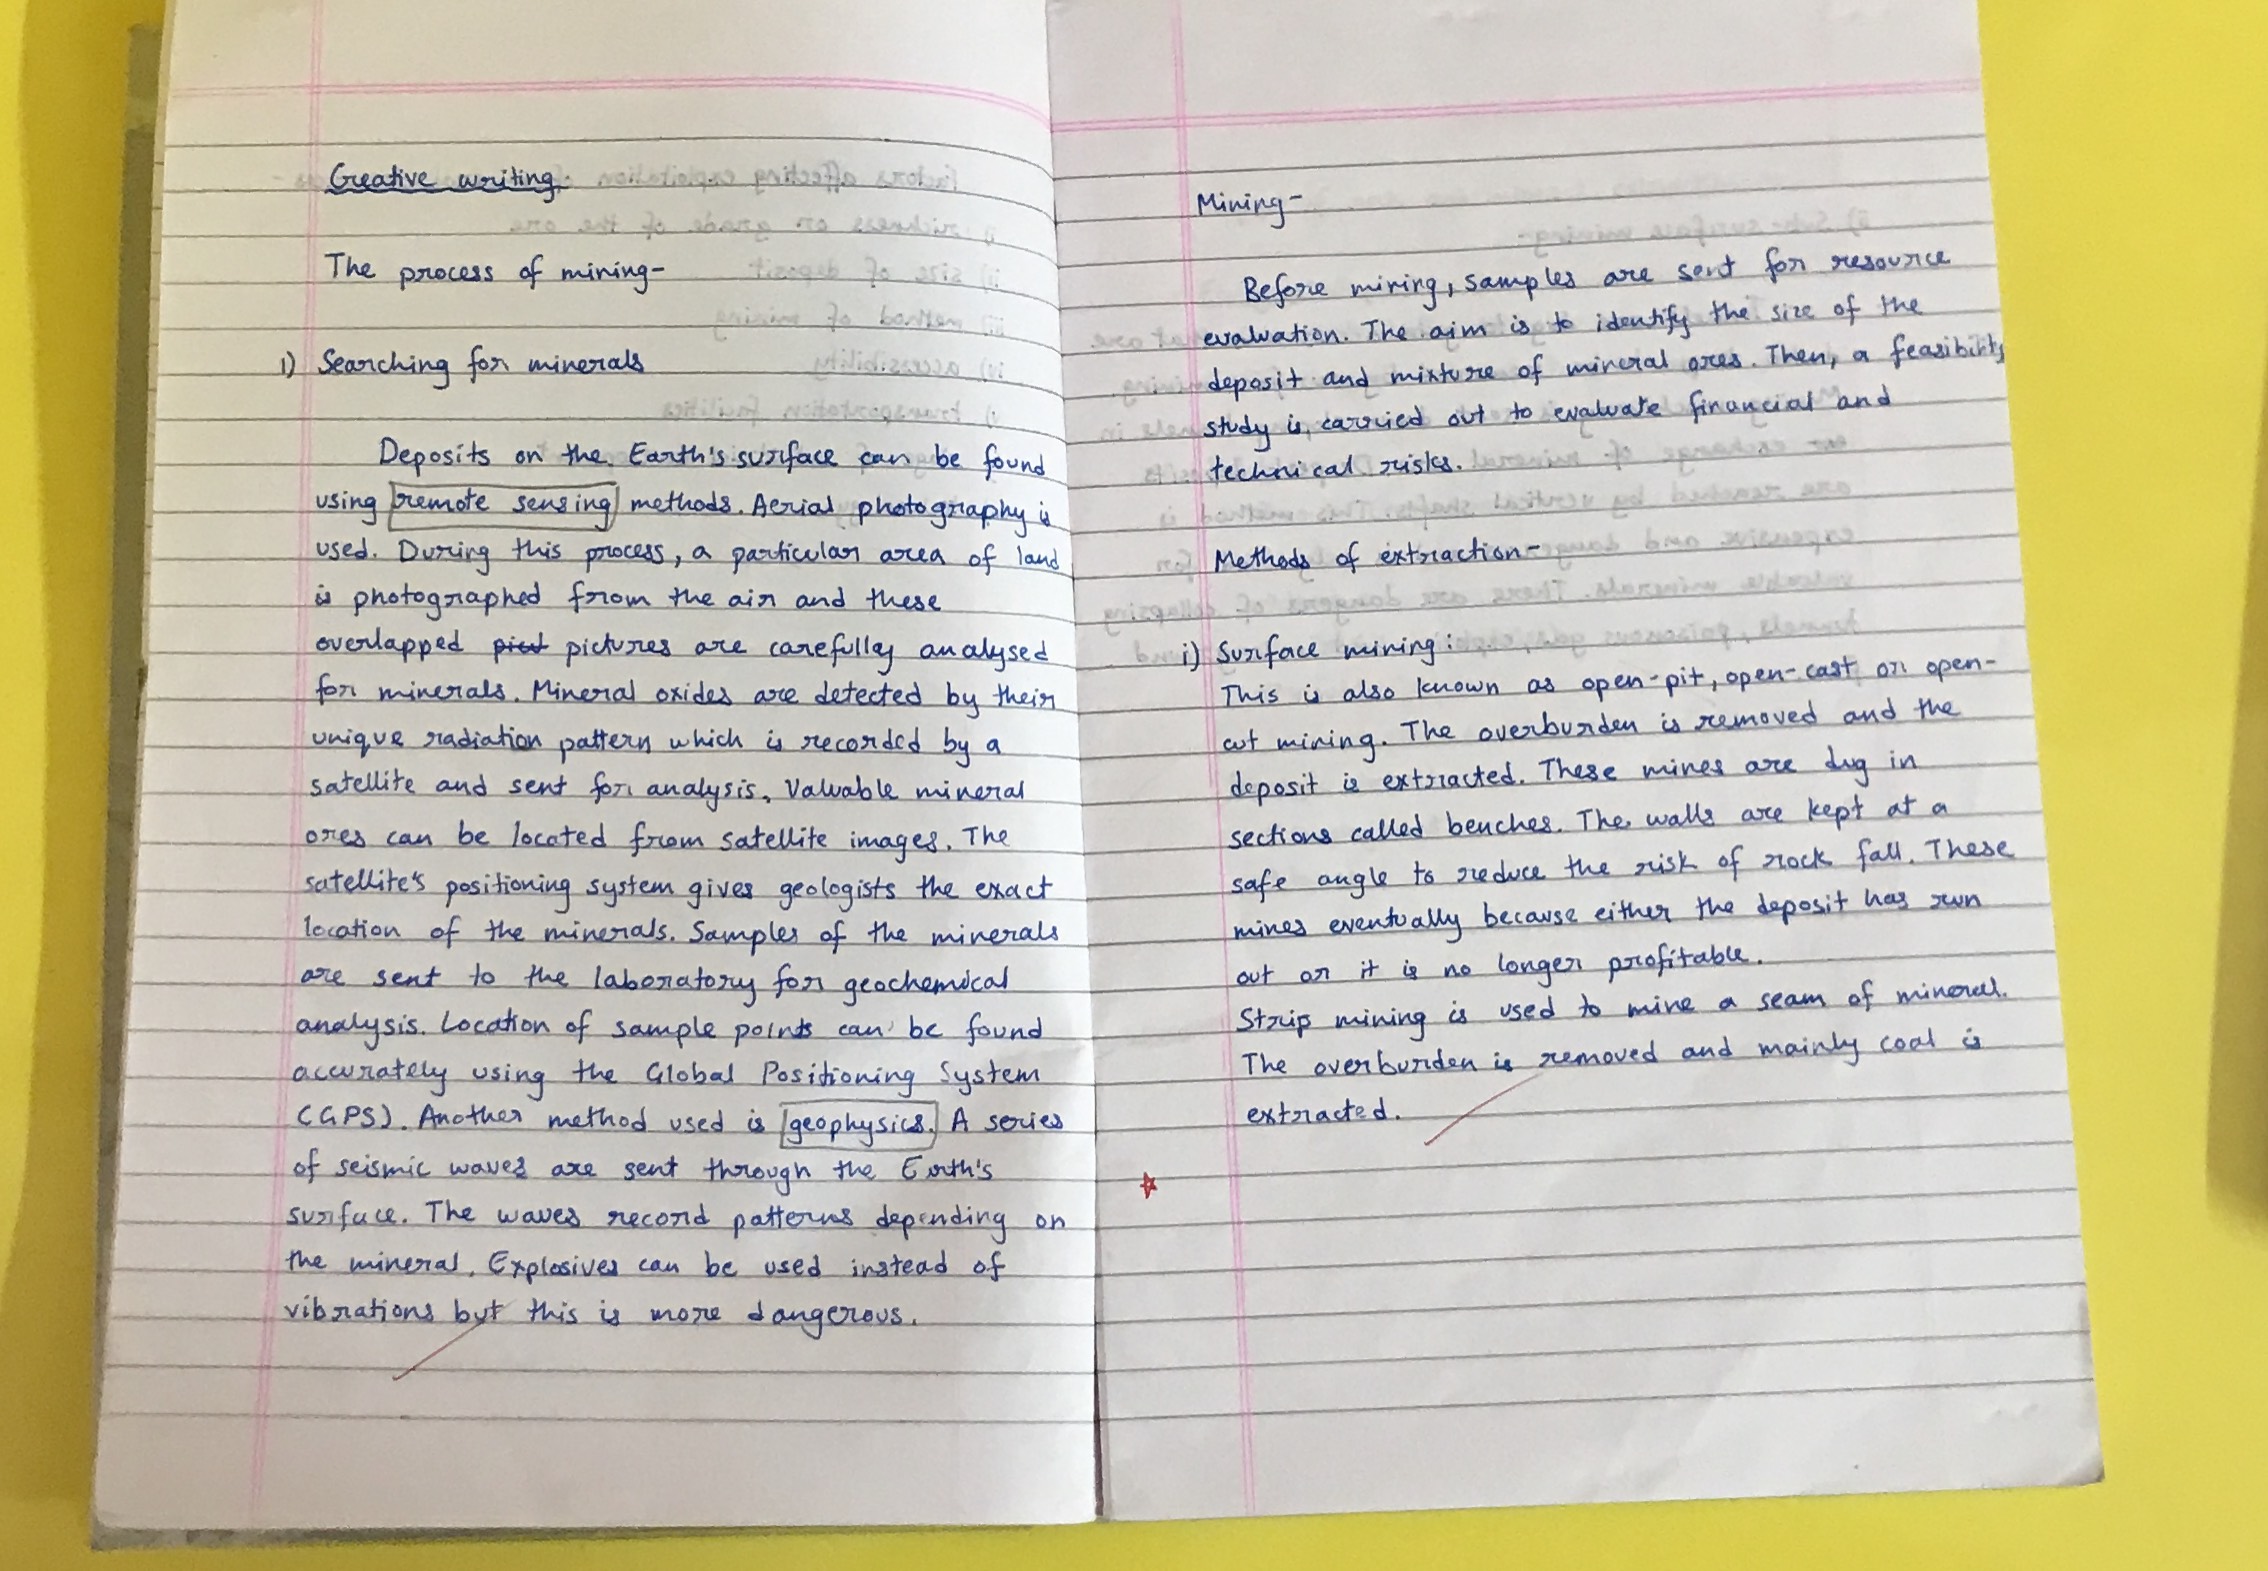 Creative writing.
The process of mining-
1) Searching for minerals
Deposits on the Earth's surface can be found
using remote sensing methods. Aerial photography is
used. During this process, a particular area of land
is photographed from the air and these
overlapped pict pictures are carefully analysed
for minerals. Mineral oxides are detected by their
unique radiation pattern which is recorded by a
satellite and sent for analysis. Valuable mineral
ores can be located from satellite images. The
satellite's positioning system gives geologists the exact
location of the minerals. Samples of the minerals
are sent to the laboratory for geochemical
analysis. Location of sample points can be found
accurately using the Global Positioning System
(GPS). Another method used is geophysics. A series
of seismic waves are sent through the Earth's
surface. The waves record patterns depending on
the mineral. Explosives can be used instead of
vibrations but this is more dangerous.
Mining-
Before mining, samples are sent for resource
evaluation. The aim is to identify the size of the
deposit and mixture of mineral ores. Then, a feasibility
study is carried out to evaluate financial and
technical risks.
Methods of extraction-
i) Surface mining:
This is also known as open-pit, open-cast or open-
cut mining. The overburden is removed and the
deposit is extracted. These mines are dug in
sections called benches. The walls are kept at a
safe angle to reduce the risk of rock fall. These
mines eventually because either the deposit has run
out or it is no longer profitable.
Strip mining is used to mine a seam of mineral.
The overburden is removed and mainly coal is
extracted.